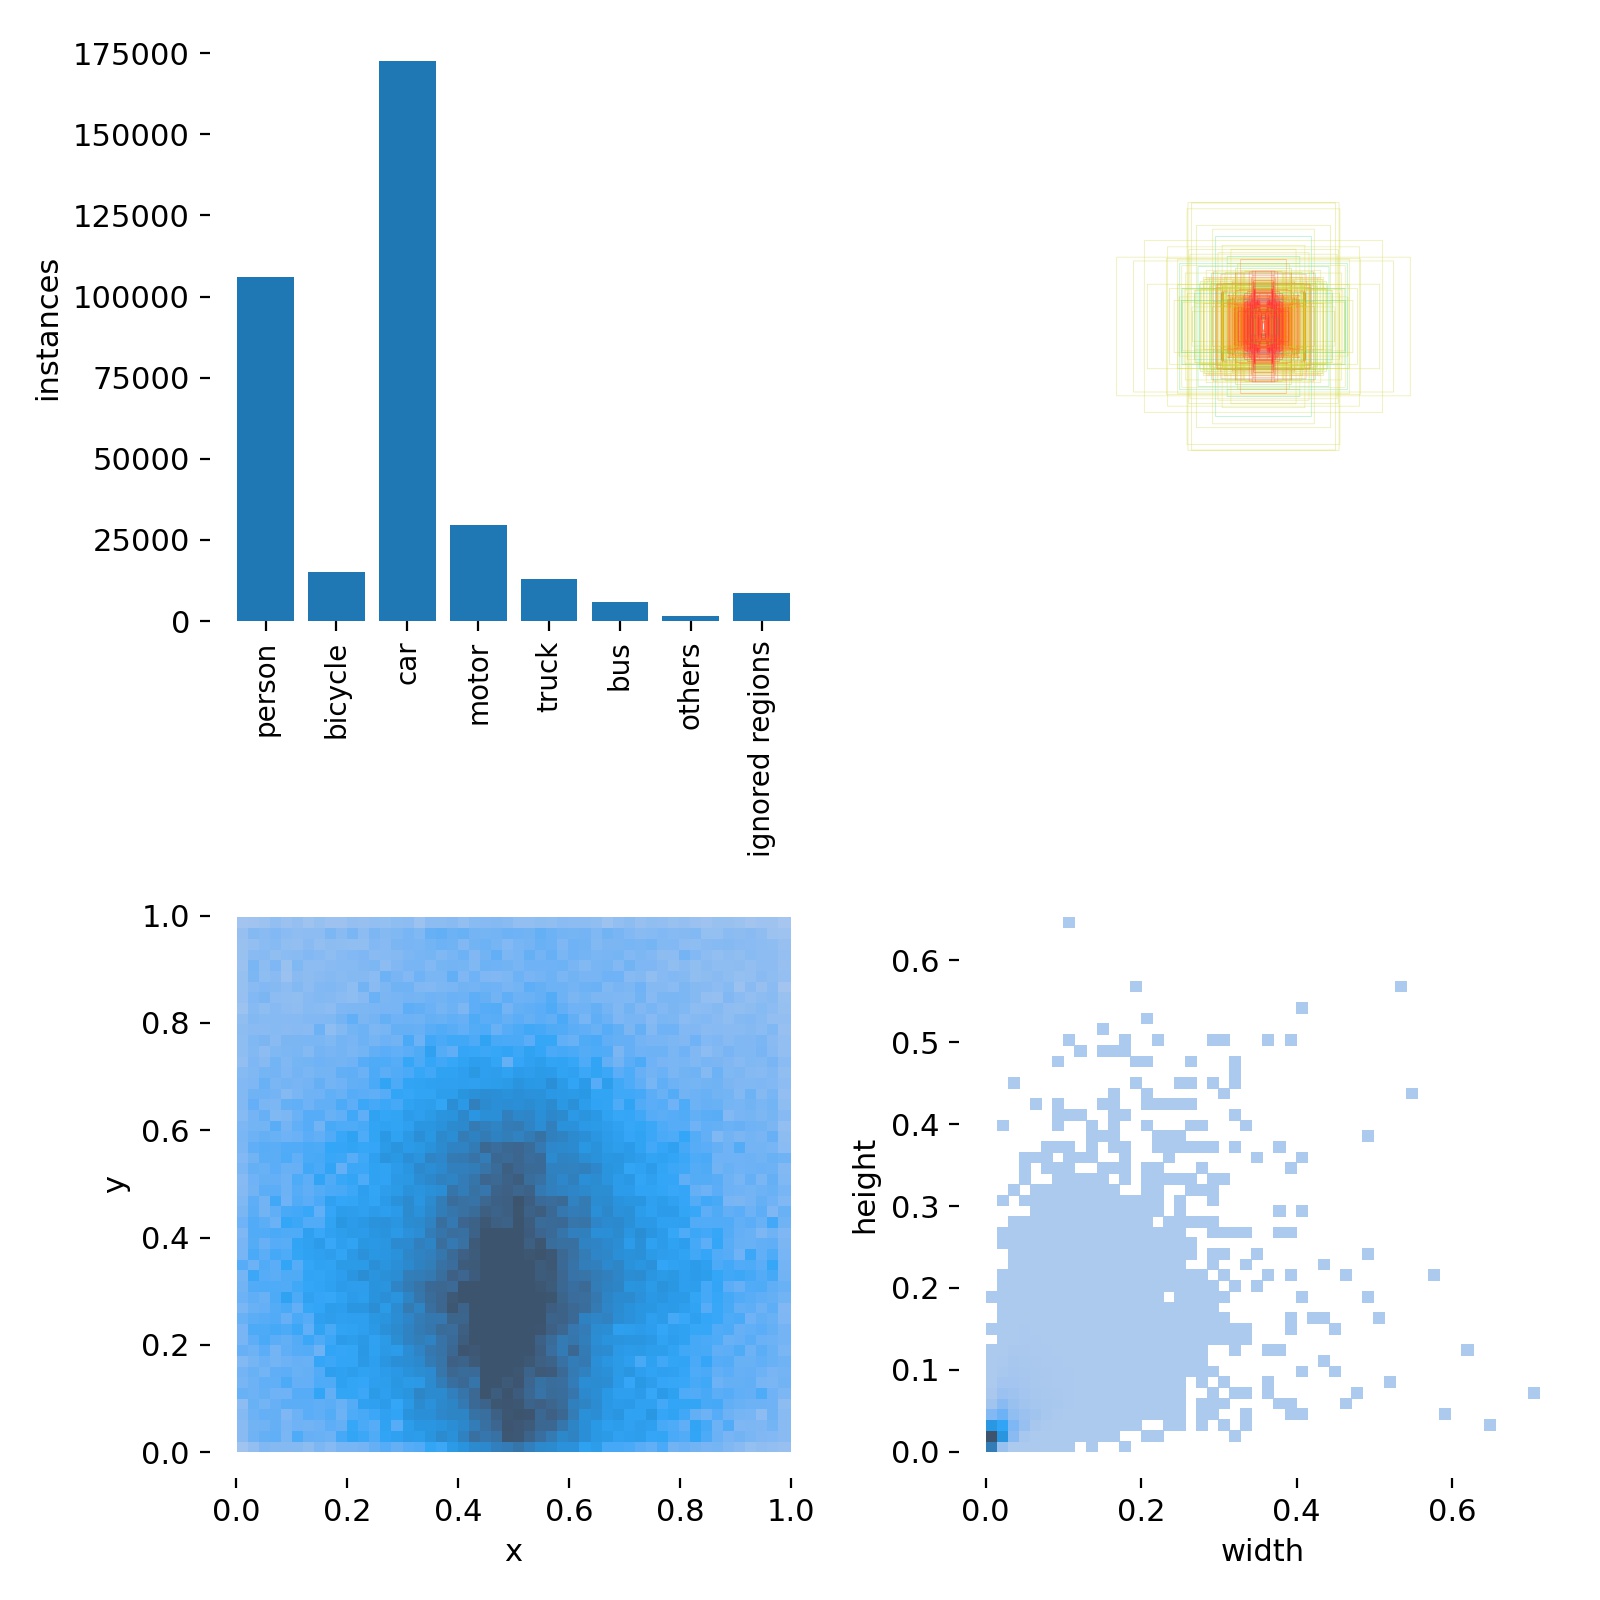 175000
150000
125000
100000
75000
50000
25000
0
instances
person
bicycle
car
motor
truck
bus
others
ignored regions
1.0
0.8
0.6
0.4
0.2
0.0
y
0.0 0.2 0.4 0.6 0.8 1.0
x
0.6
0.5
0.4
0.3
0.2
0.1
0.0
height
0.0 0.2 0.4 0.6
width